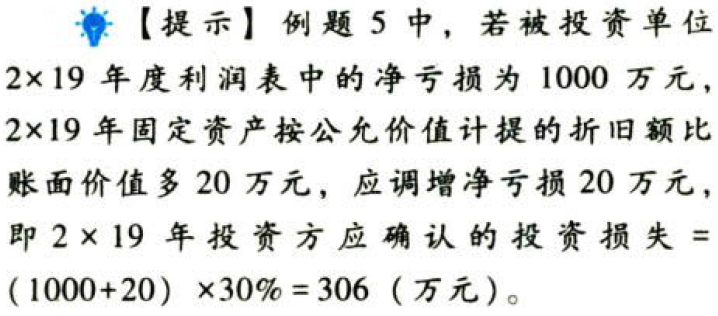 【提示】例题 5 中，若被投资单位
2×19 年度利润表中的净亏损为 1000 万元，
2×19 年固定资产按公允价值计提的折旧额比
账面价值多 20 万元，应调增净亏损 20 万元，
即 2 × 19 年投资方应确认的投资损失 =
（1000+20）×30% = 306（万元）。